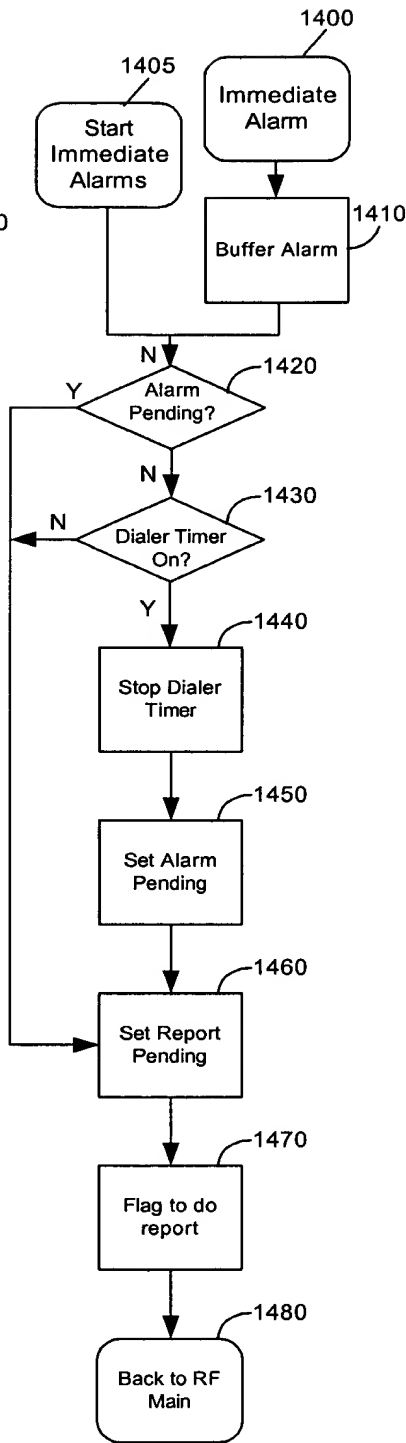 1400
1405
Immediate
Alarm
Start
Immediate
Alarms
1410
0
Buffer Alarm
N
1420
Y
Alarm
Pending?
N
1430
N
Dialer Timer
On?
Y
1440
Stop Dialer
Timer
1450
Set Alarm
Pending
1460
Set Report
Pending
1470
Flag to do
report
1480
Back to RF
Main